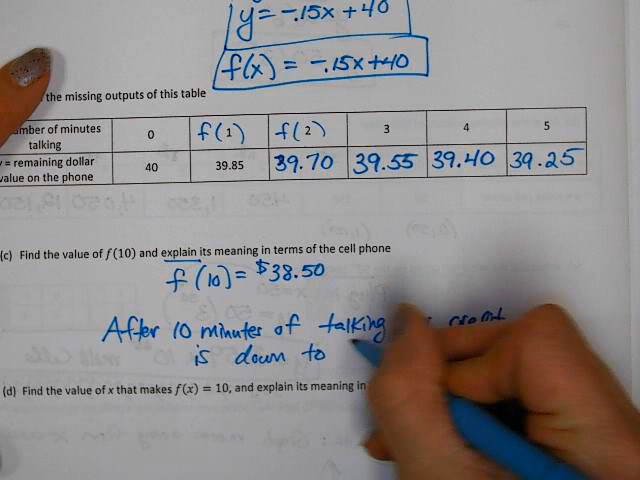 y = -.15x + 40
f(x) = -.15x + 40
the missing outputs of this table
mber of minutes talking 0 f(1) f(2) 3 4 5
= remaining dollar value on the phone 40 39.85 39.70 39.55 39.40 39.25
(c) Find the value of f(10) and explain its meaning in terms of the cell phone
f(10) = $38.50
After 10 minutes of talking
is down to
(d) Find the value of x that makes f(x) = 10, and explain its meaning in